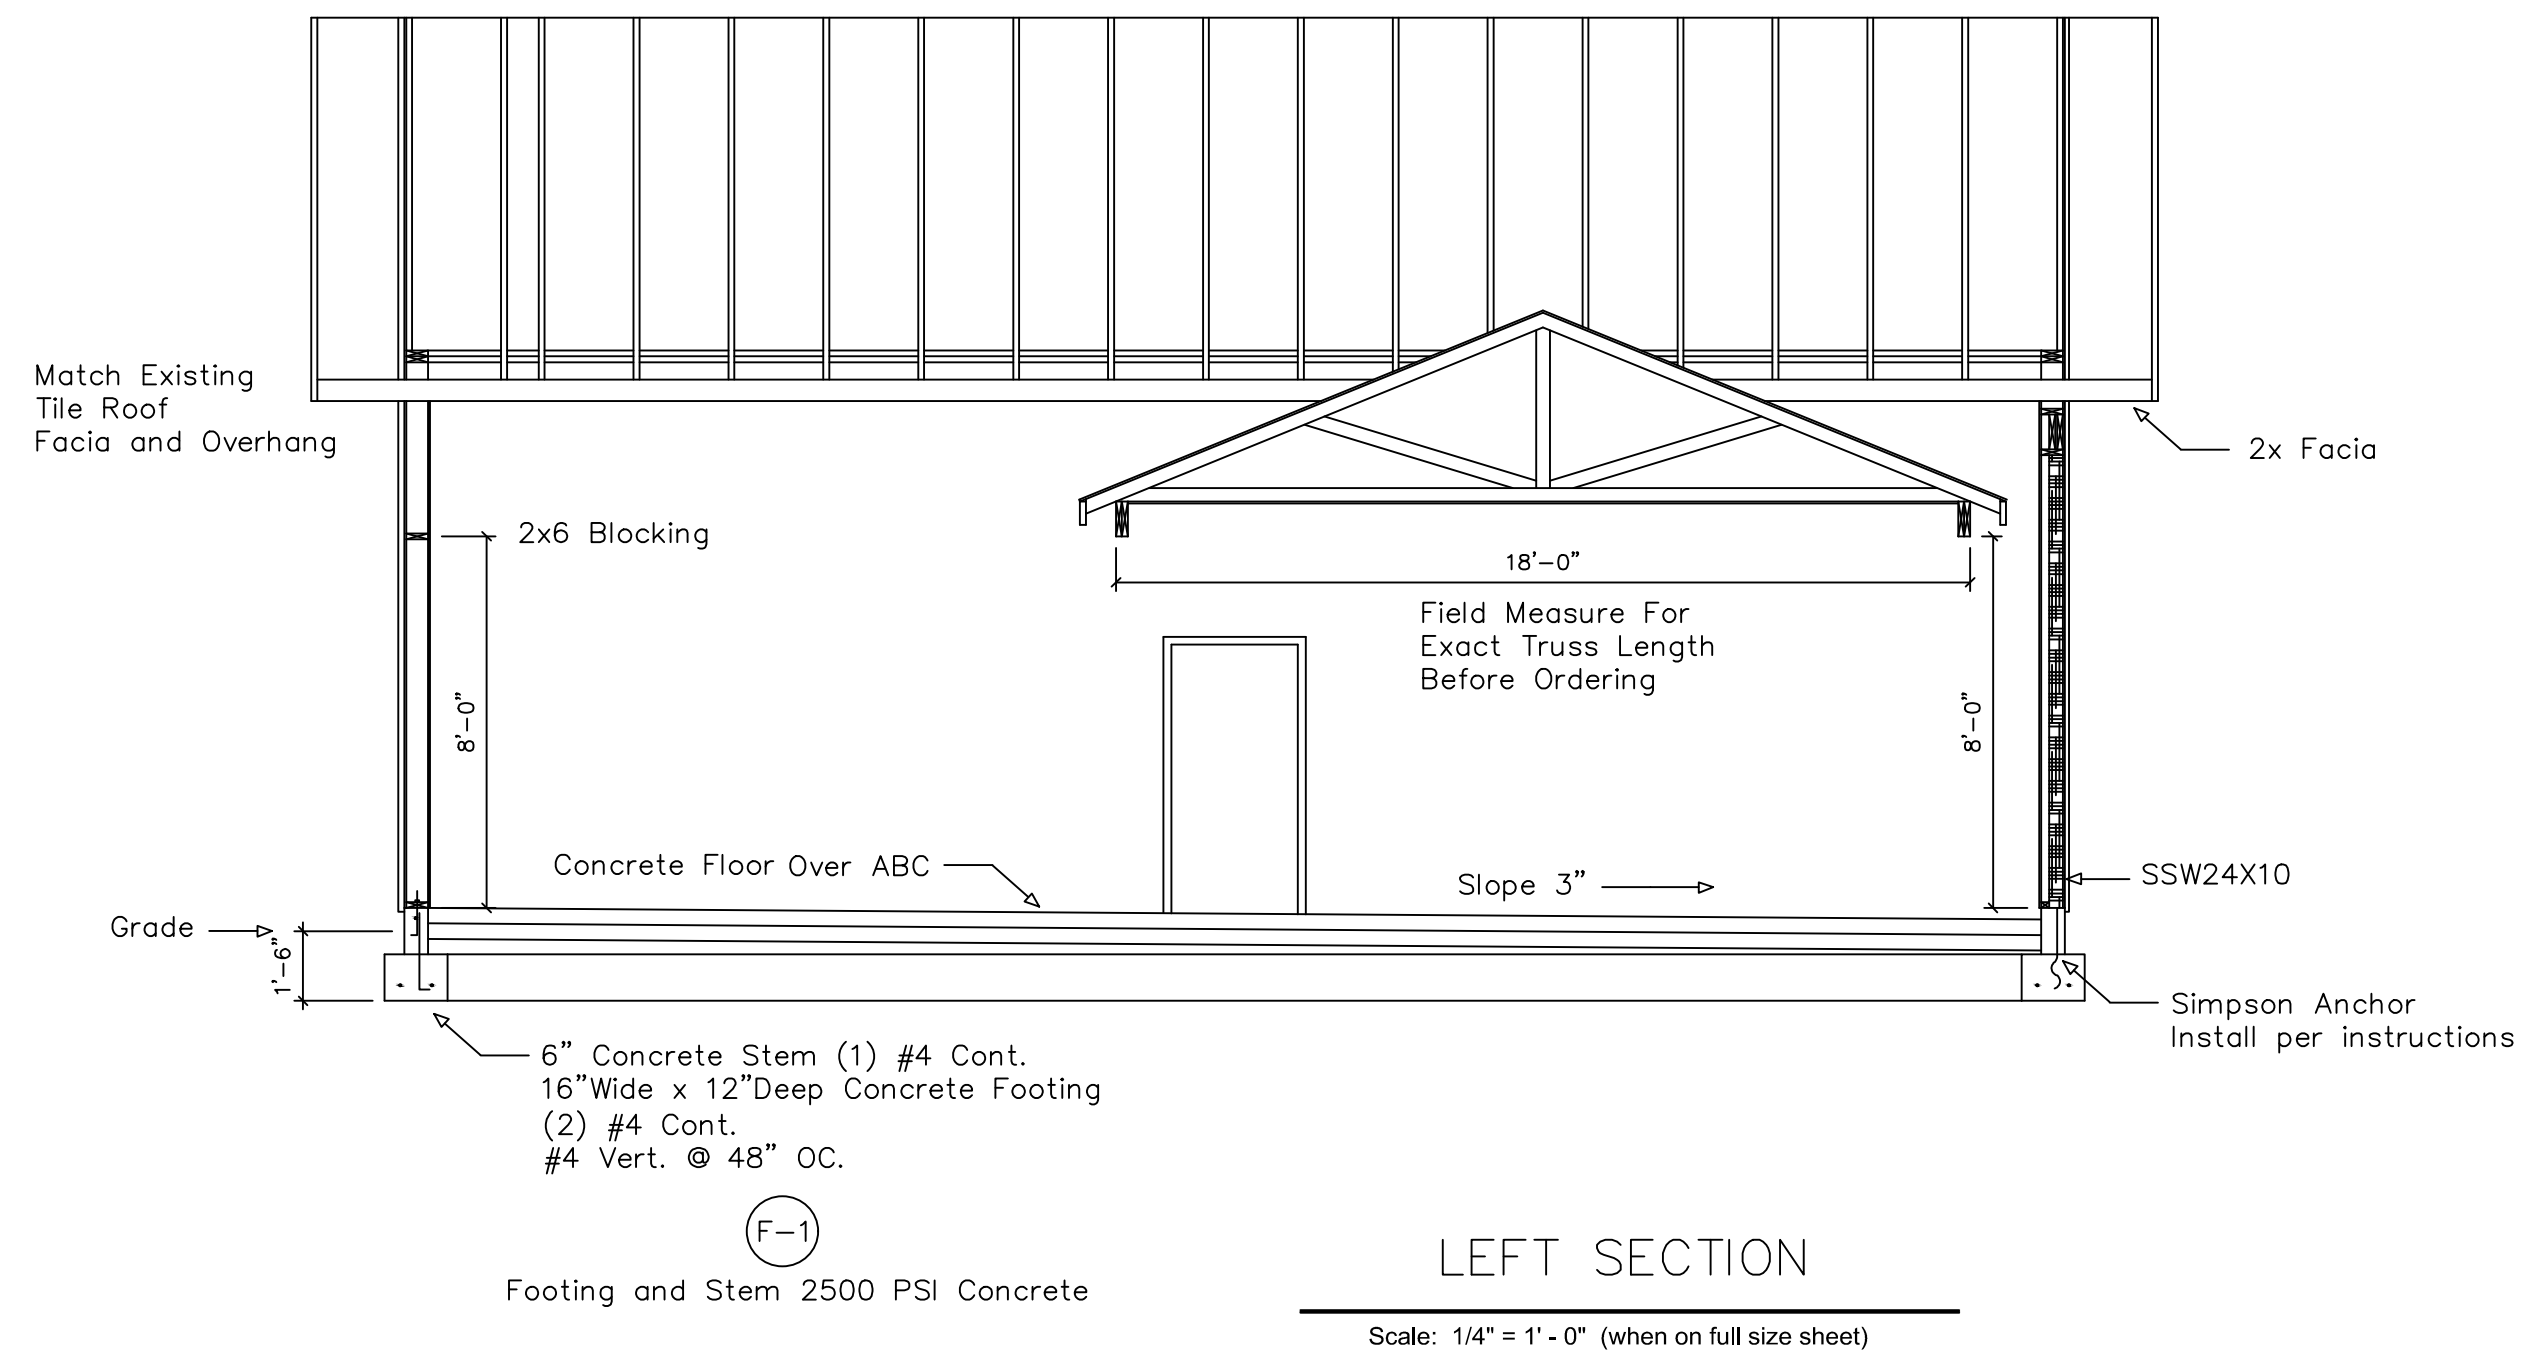 Match Existing
Tile Roof
Facia and Overhang
2x Facia
2x6 Blocking
18'-0"
Field Measure For
Exact Truss Length
Before Ordering
8'-0"
8'-0"
Concrete Floor Over ABC
Slope 3"
SSW24X10
Grade
1'-6"
Simpson Anchor
Install per instructions
6" Concrete Stem (1) #4 Cont.
16"Wide x 12"Deep Concrete Footing
(2) #4 Cont.
#4 Vert. @ 48" OC.
F-1
Footing and Stem 2500 PSI Concrete
LEFT SECTION
Scale: 1/4" = 1' - 0" (when on full size sheet)